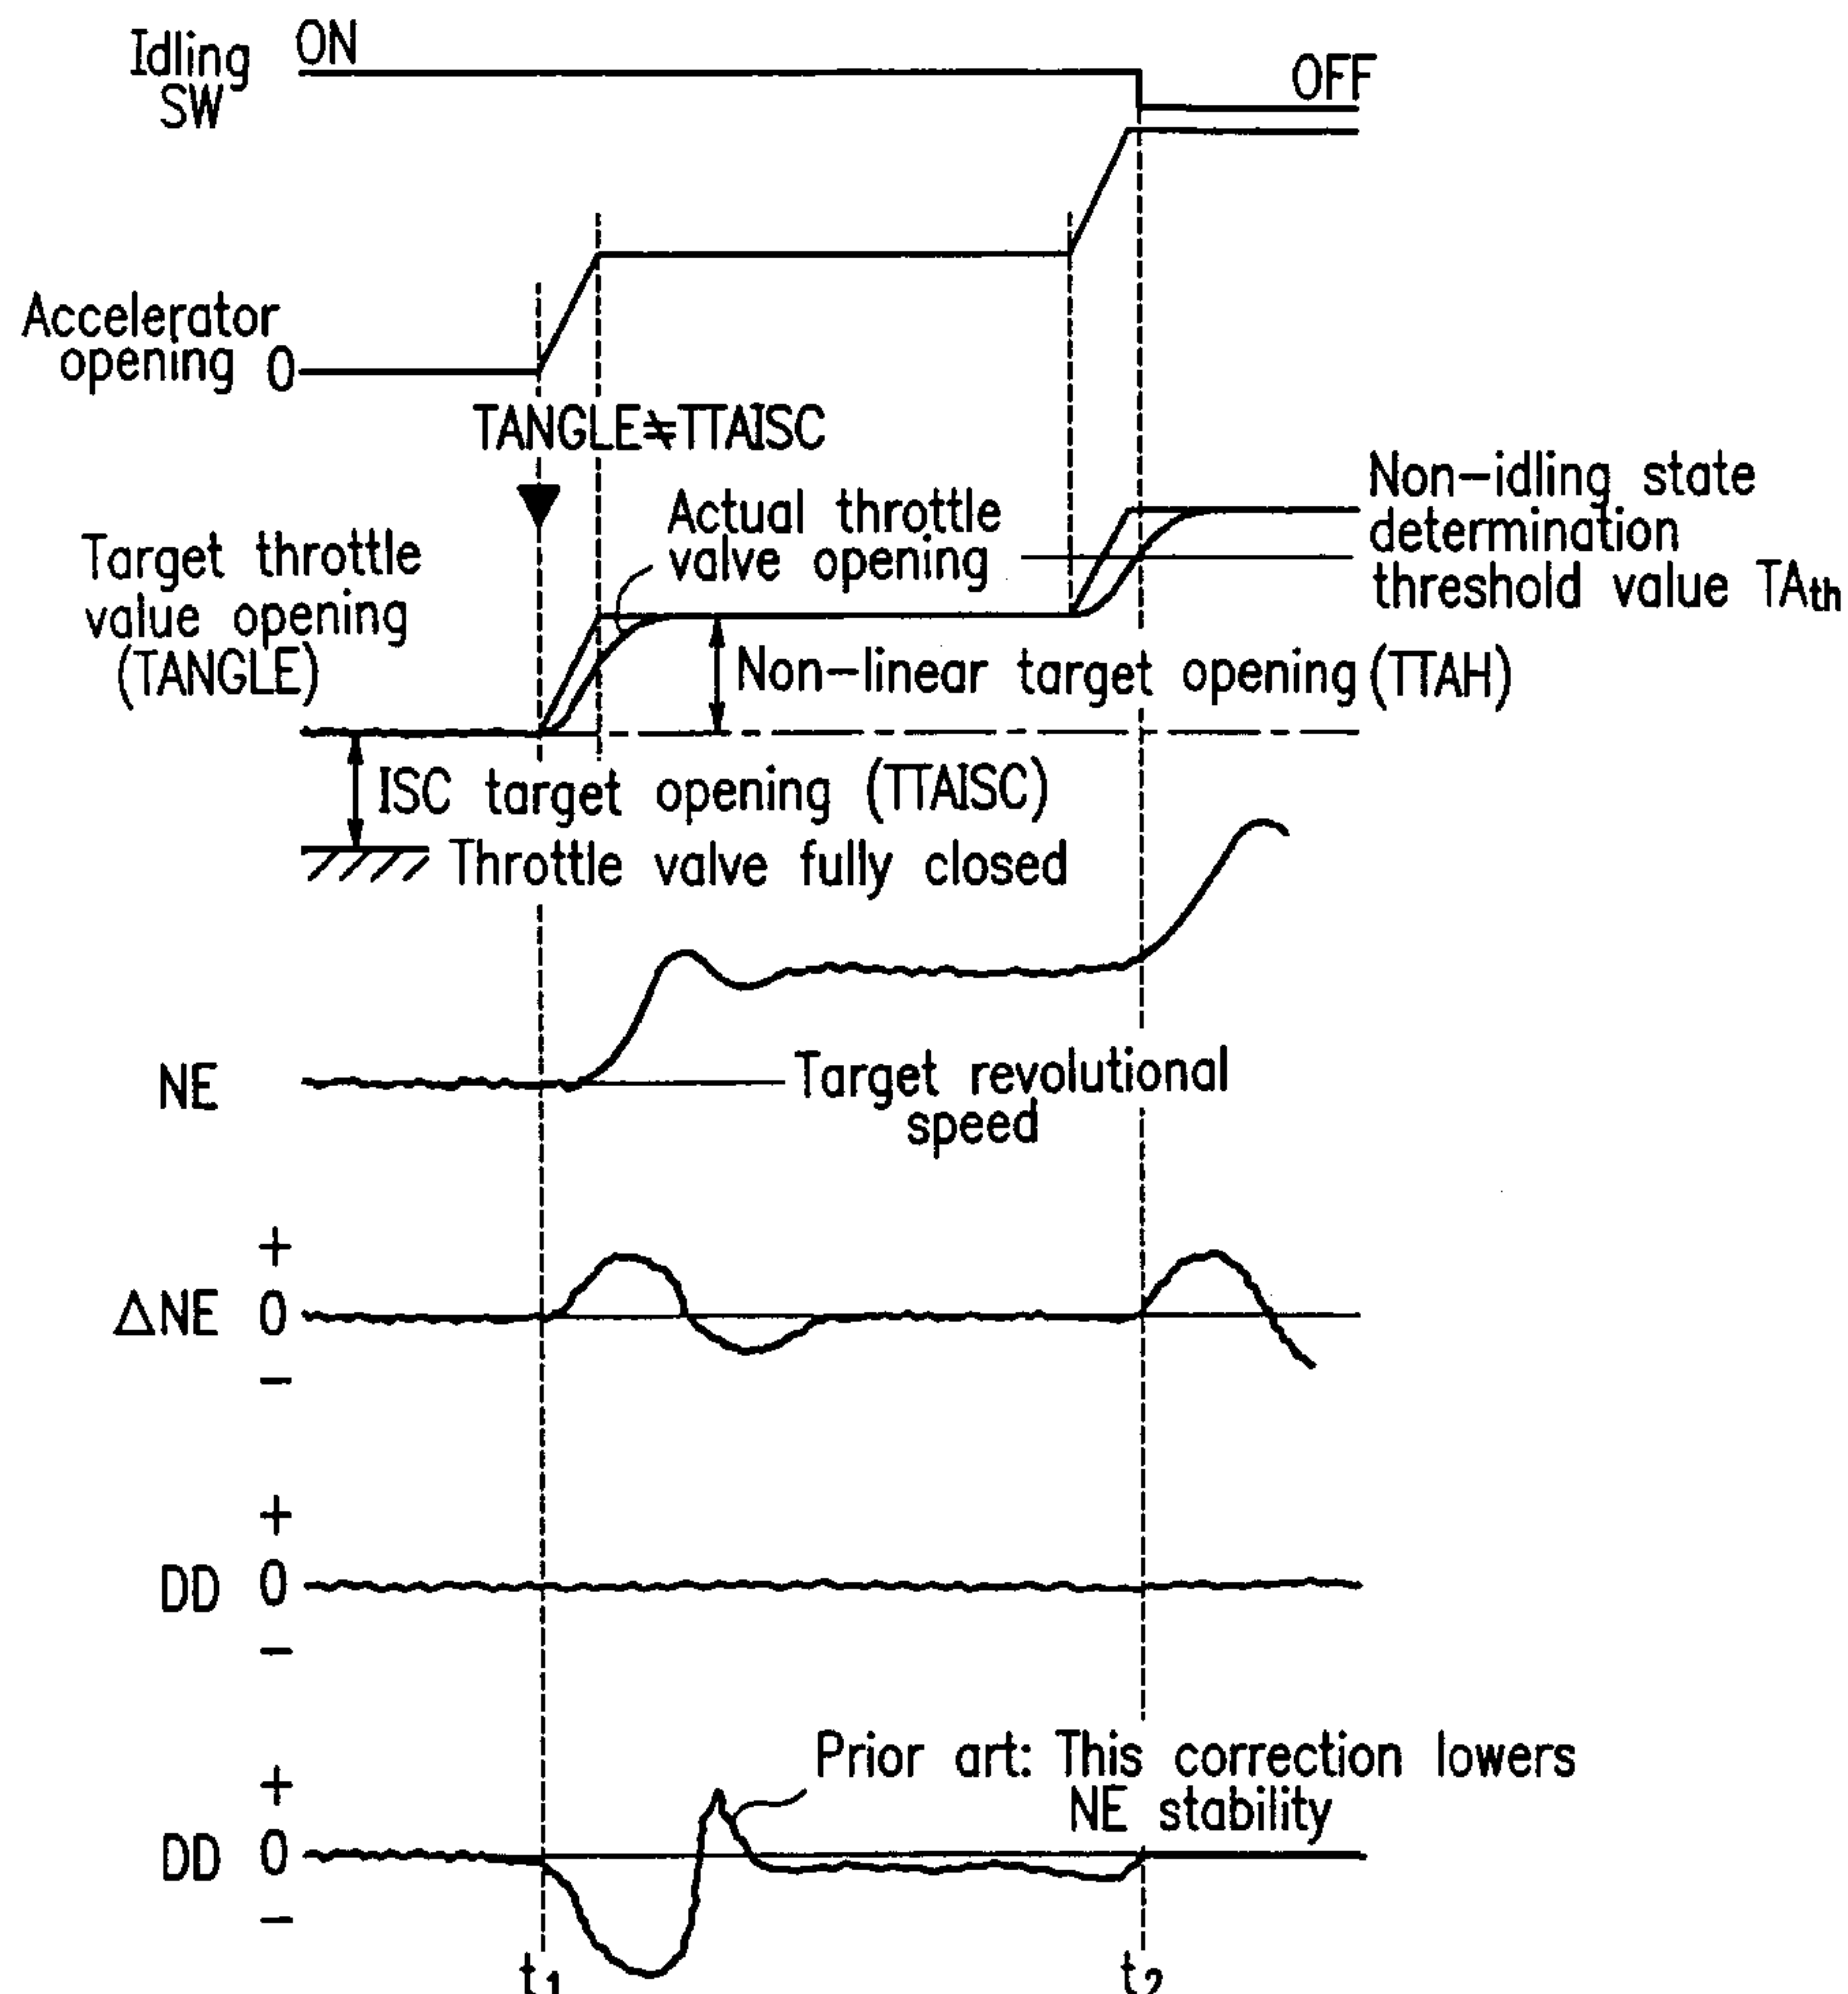 Idling
SW
ON
OFF
Accelerator
opening 0
TANGLE≠TTAISC
Target throttle
value opening
(TANGLE)
Actual throttle
valve opening
Non-idling state
determination
threshold value TAth
Non-linear target opening (TTAH)
ISC target opening (TTAISC)
Throttle valve fully closed
NE
Target revolutional
speed
+
ΔNE 0
−
+
DD 0
−
Prior art: This correction lowers
NE stability
+
DD 0
−
t1
t2